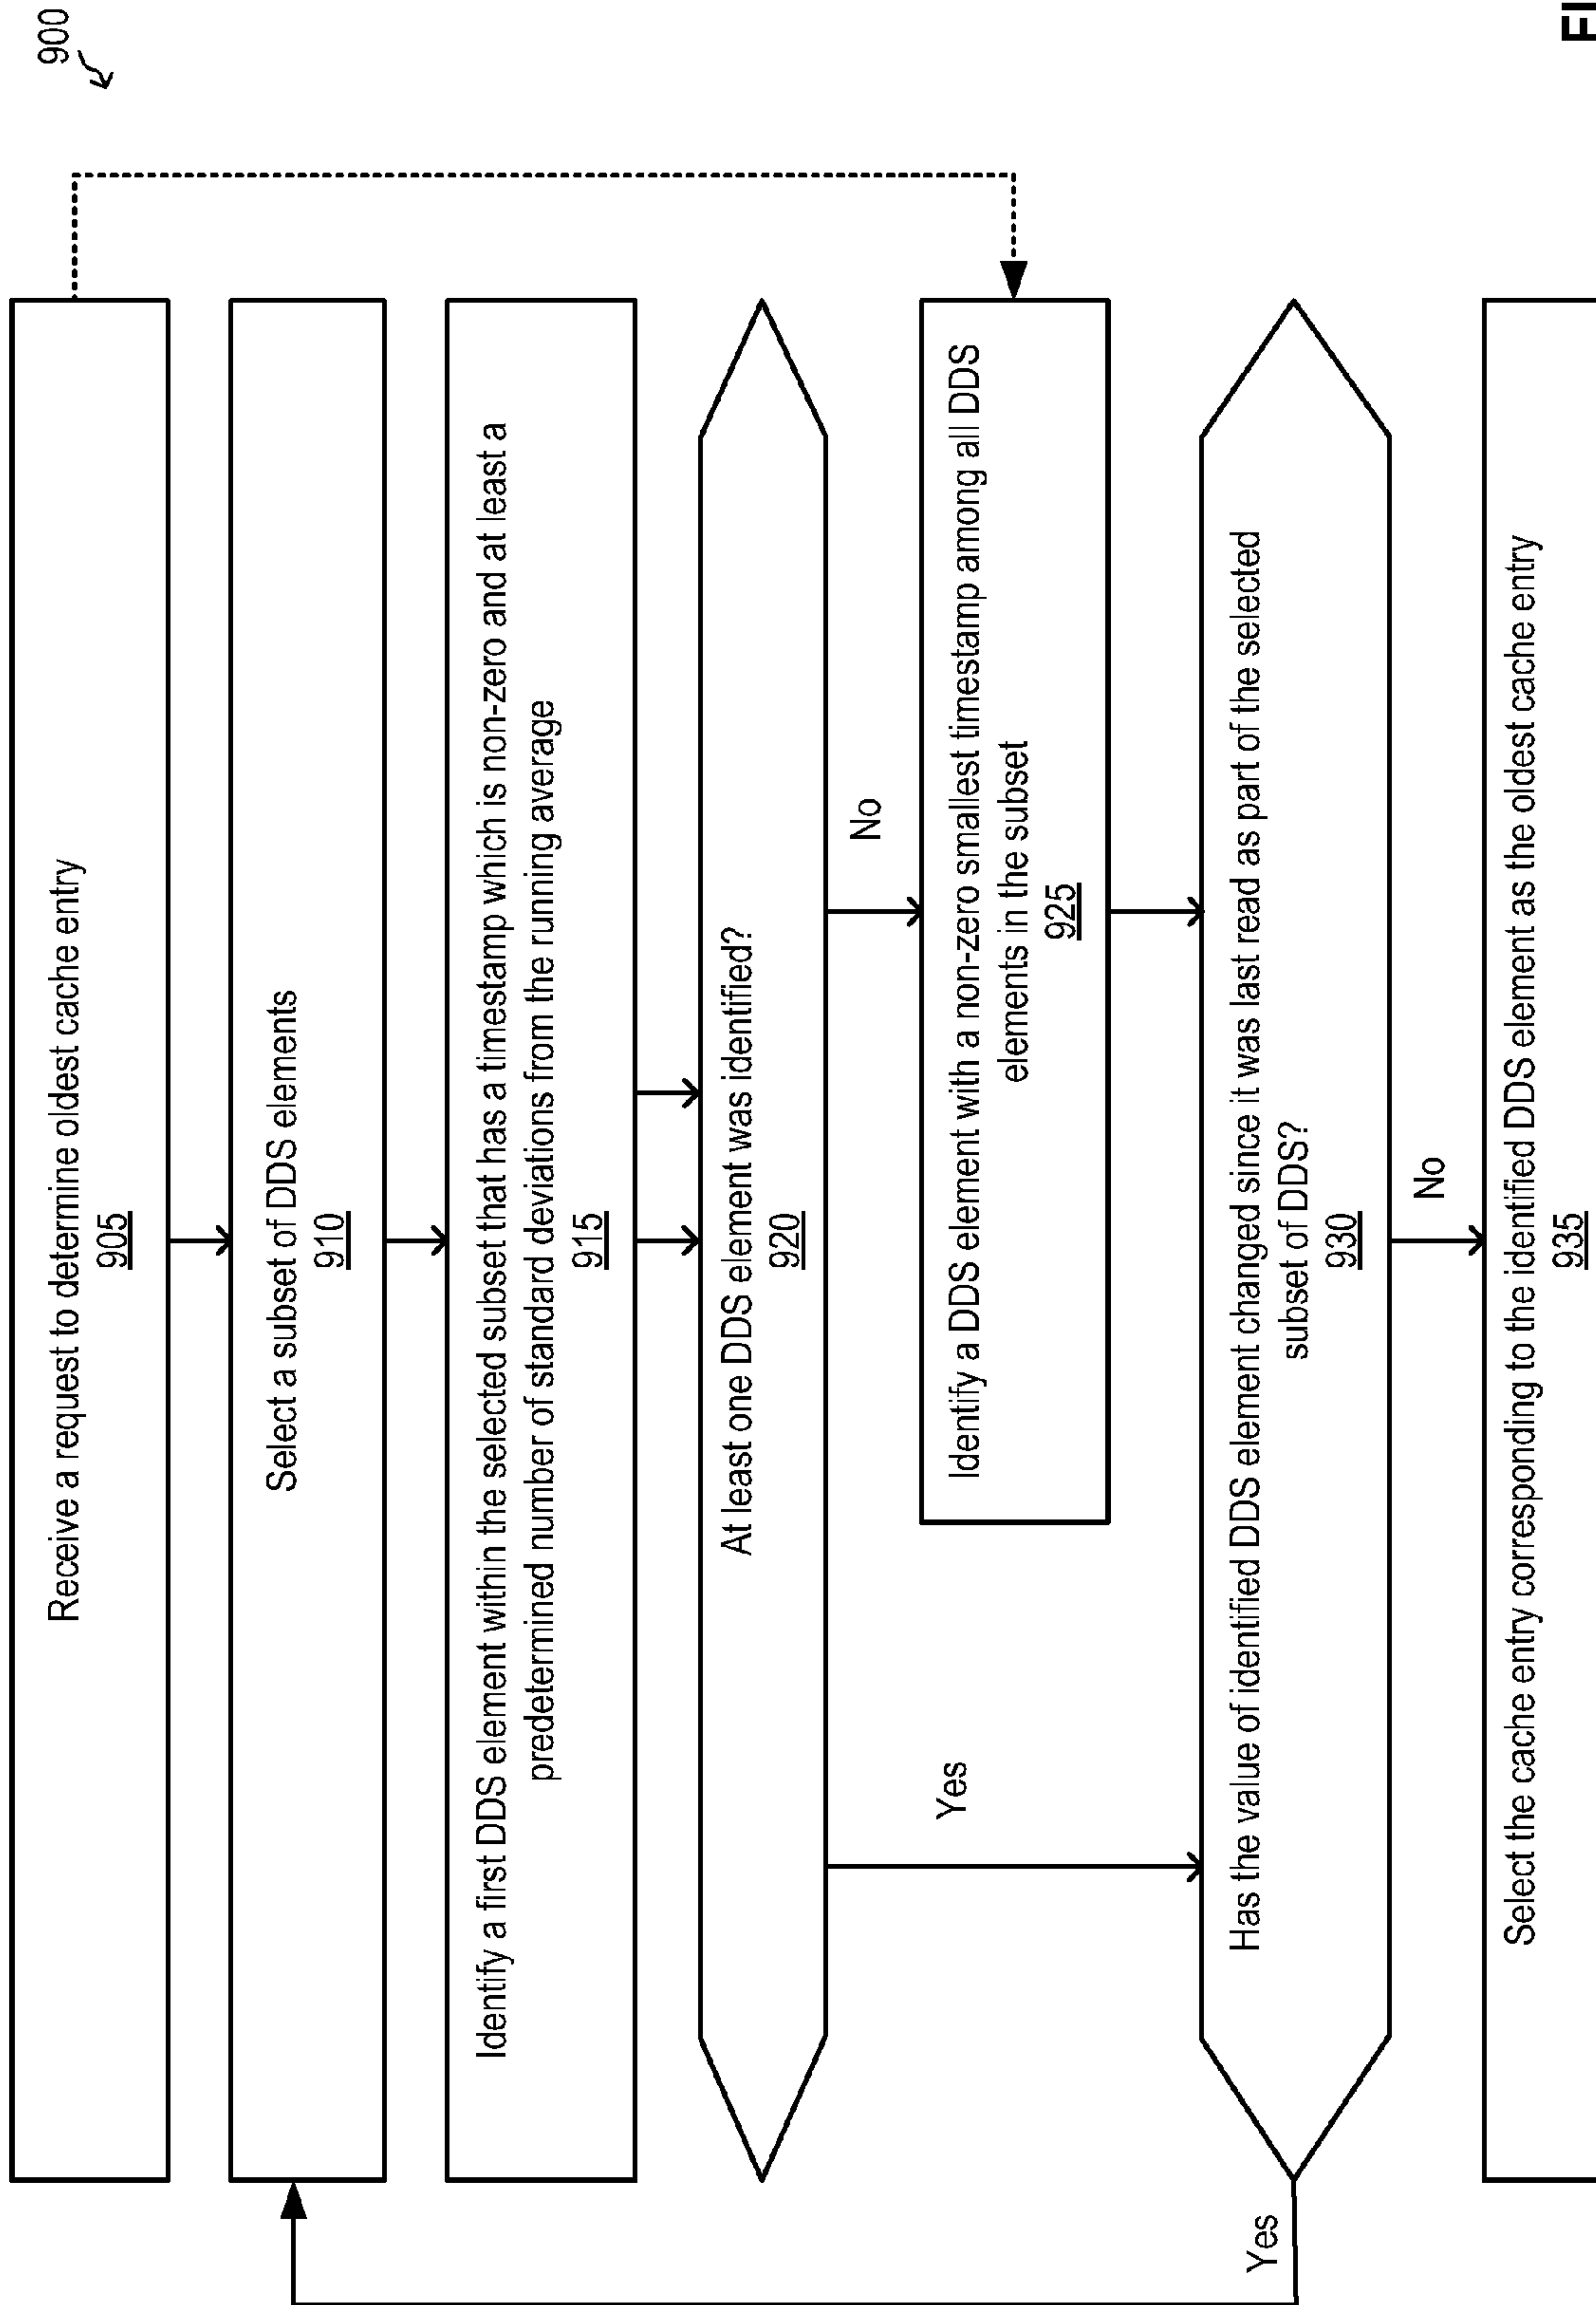 900
Receive a request to determine oldest cache entry
905
Select a subset of DDS elements
910
Identify a first DDS element within the selected subset that has a timestamp which is non-zero and at least a
predetermined number of standard deviations from the running average
915
At least one DDS element was identified?
920
No
Identify a DDS element with a non-zero smallest timestamp among all DDS
elements in the subset
925
Yes
Has the value of identified DDS element changed since it was last read as part of the selected
subset of DDS?
930
Yes
No
Select the cache entry corresponding to the identified DDS element as the oldest cache entry
935